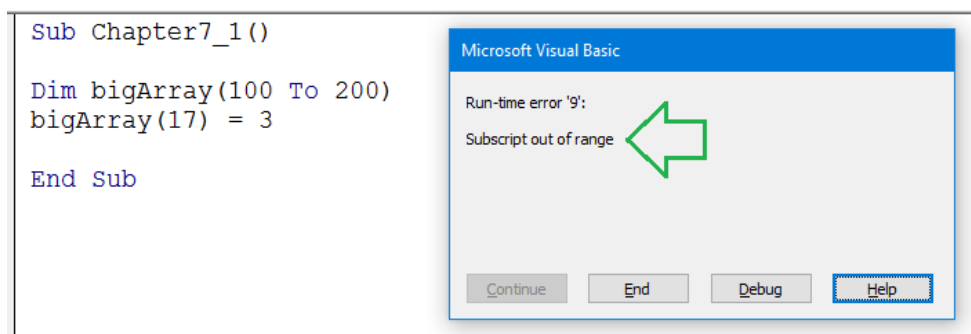 Sub Chapter7_1()
Dim bigArray(100 To 200)
bigArray(17) = 3
End Sub
Microsoft Visual Basic
Run-time error '9':
Subscript out of range
Continue
End
Debug
Help